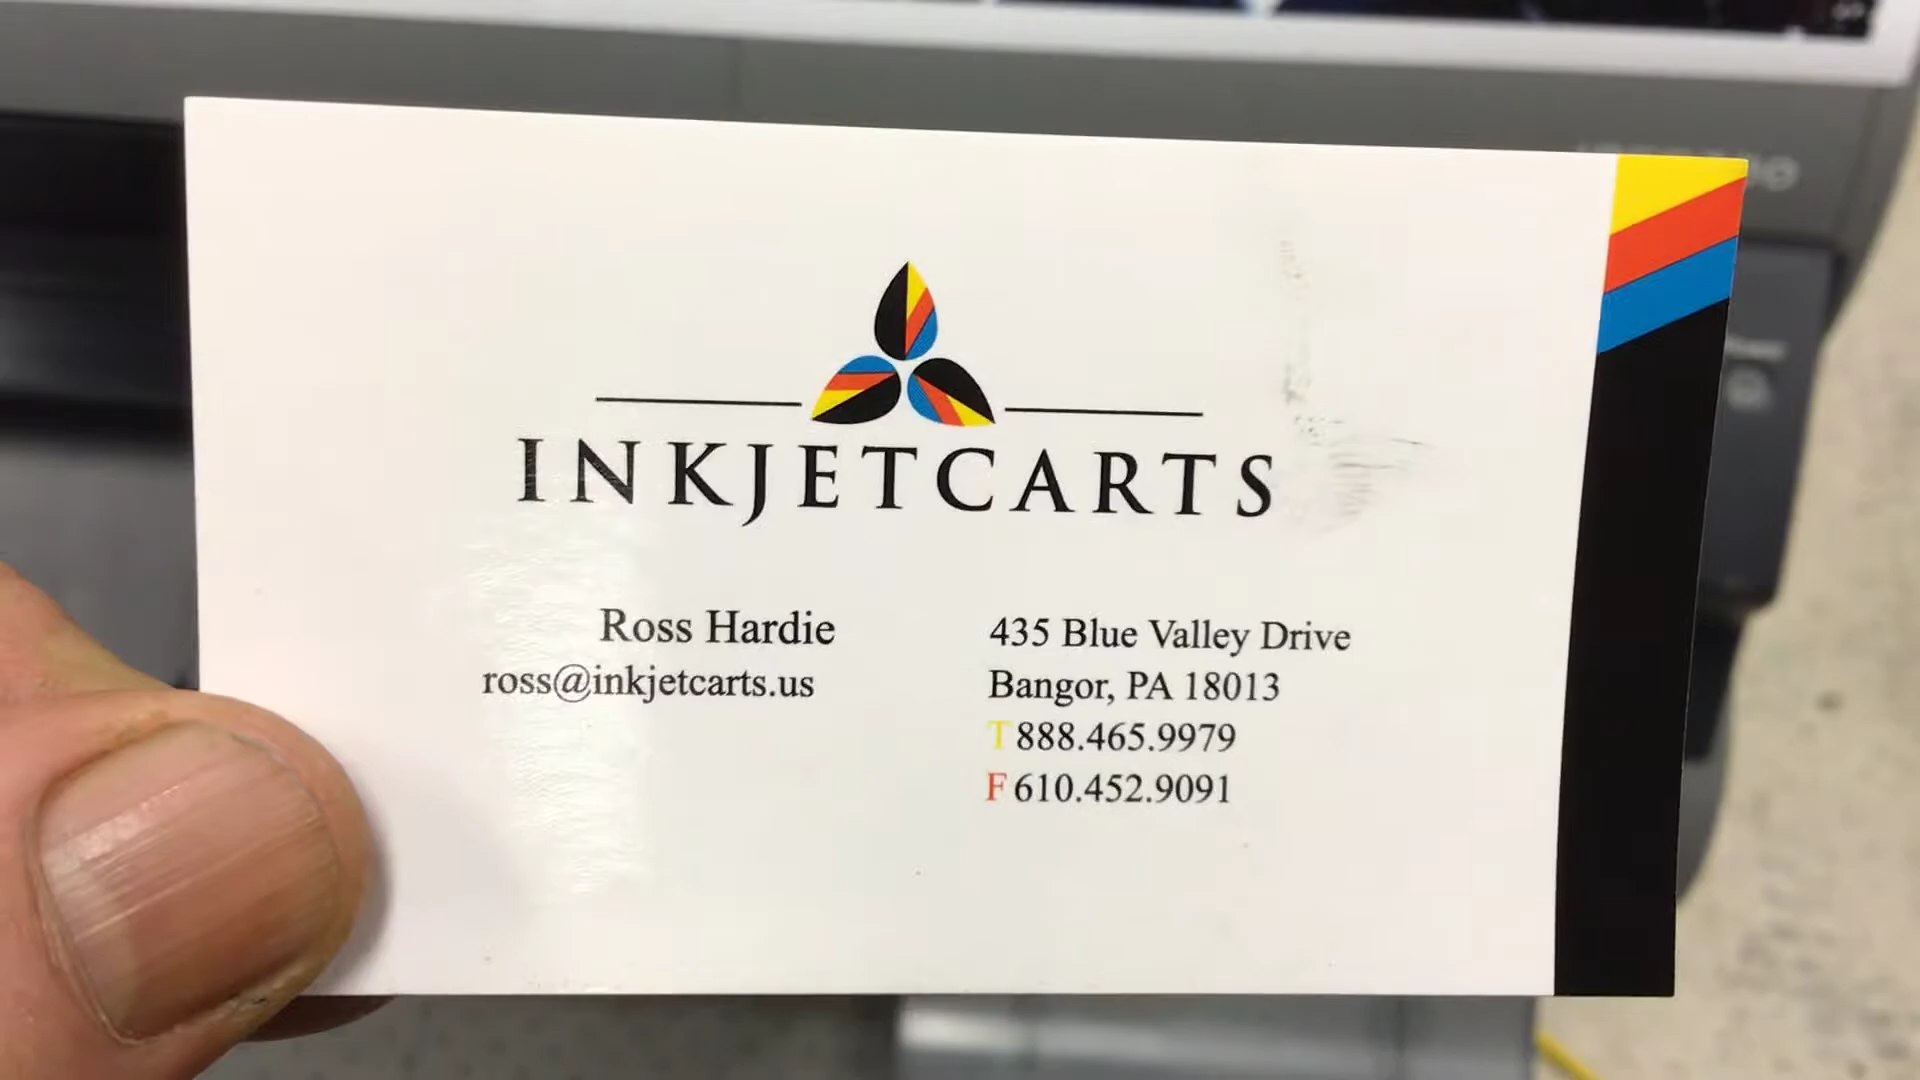 INKJETCARTS
Ross Hardie
ross@inkjetcarts.us
435 Blue Valley Drive
Bangor, PA 18013
T 888.465.9979
F 610.452.9091